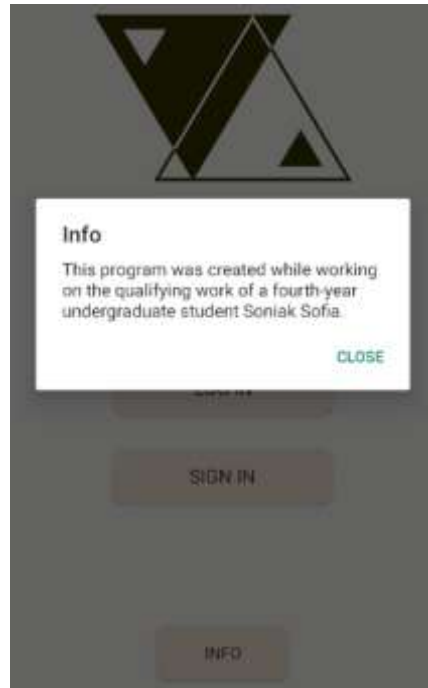 Info
This program was created while working
on the qualifying work of a fourth-year
undergraduate student Soniak Sofia.
CLOSE
SIGN IN
INFO